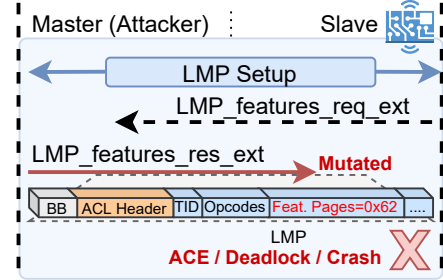 Master (Attacker) Slave
LMP Setup
LMP_features_req_ext
LMP_features_res_ext
Mutated
BB ACL Header TID Opcodes Feat. Pages=0x62 ....
LMP
ACE / Deadlock / Crash